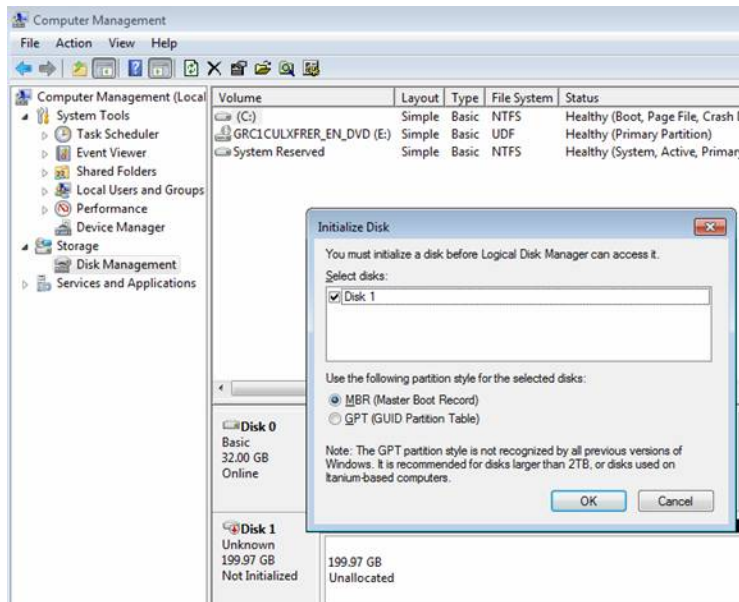 Computer Management
File Action View Help
Computer Management (Local
System Tools
Task Scheduler
Event Viewer
Shared Folders
Local Users and Groups
Performance
Device Manager
Storage
Disk Management
Services and Applications
Volume Layout Type File System Status
(C:) Simple Basic NTFS Healthy (Boot, Page File, Crash
GRC1CULXFRER_EN_DVD (E:) Simple Basic UDF Healthy (Primary Partition)
System Reserved Simple Basic NTFS Healthy (System, Active, Primar
Initialize Disk
You must initialize a disk before Logical Disk Manager can access it.
Select disks:
Disk 1
Use the following partition style for the selected disks:
MBR (Master Boot Record)
GPT (GUID Partition Table)
Note: The GPT partition style is not recognized by all previous versions of
Windows. It is recommended for disks larger than 2TB, or disks used on
Itanium-based computers.
OK Cancel
Disk 0
Basic
32.00 GB
Online
Disk 1
Unknown
199.97 GB
Not Initialized
199.97 GB
Unallocated